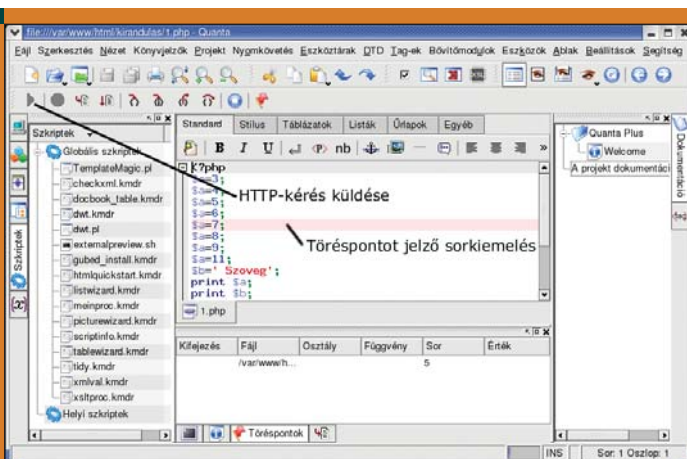 file:///var/www/html/kirandulas/1.php - Quanta
Fájl Szerkesztés Nézet Könyvjelzők Projekt Nyomkövetés Eszköztárak DTD Tag-ek Bővítőmodulok Eszközök Ablak Beállítások Segítség
Szkriptek
Globális szkriptek
TemplateMagic.pl
checkxml.kmdr
docbook_table.kmdr
dwt.kmdr
dwt.pl
externalpreview.sh
gubed_install.kmdr
htmlquickstart.kmdr
listwizard.kmdr
meinproc.kmdr
picturewizard.kmdr
scriptinfo.kmdr
tablewizard.kmdr
tidy.kmdr
xmlval.kmdr
xsltproc.kmdr
Helyi szkriptek
Szkriptek
Standard Stílus Táblázatok Listák Űrlapok Egyéb
B I U <P> nb
<?php
$a=3;
$a=4;
$a=5;
$a=6;
$a=7;
$a=8;
$a=9;
$a=11;
$b=' Szoveg';
print $a;
print $b;
HTTP-kérés küldése
Töréspontot jelző sorkiemelés
1.php
Kifejezés Fájl Osztály Függvény Sor Érték
/var/www/h... 5
Töréspontok
Quanta Plus
Welcome
A projekt dokumentáci
Dokumentáció
INS Sor: 1 Oszlop: 1